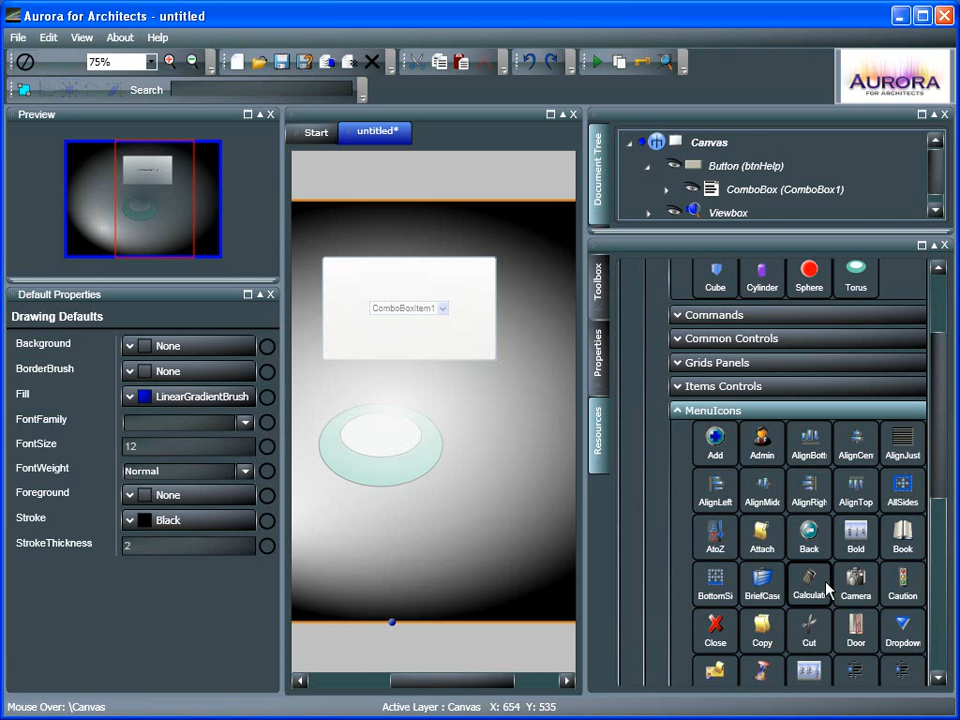 Aurora for Architects - untitled
File Edit View About Help
75%
Search
AURORA
FOR ARCHITECTS
Preview
Start untitled*
ComboBoxItem1
Document Tree
Canvas
Button (btnHelp)
ComboBox (ComboBox1)
Viewbox
Default Properties
Drawing Defaults
Background None
BorderBrush None
Fill LinearGradientBrush
FontFamily
FontSize 12
FontWeight Normal
Foreground None
Stroke Black
StrokeThickness 2
Toolbox
Properties
Resources
Cube Cylinder Sphere Torus
Commands
Common Controls
Grids Panels
Items Controls
MenuIcons
Add Admin AlignBott AlignCen AlignJust
AlignLeft AlignMidd AlignRigh AlignTop AllSides
AtoZ Attach Back Bold Book
BottomSi BriefCase Calculat Camera Caution
Close Copy Cut Door Dropdow
Mouse Over: \Canvas Active Layer : Canvas X: 654 Y: 535